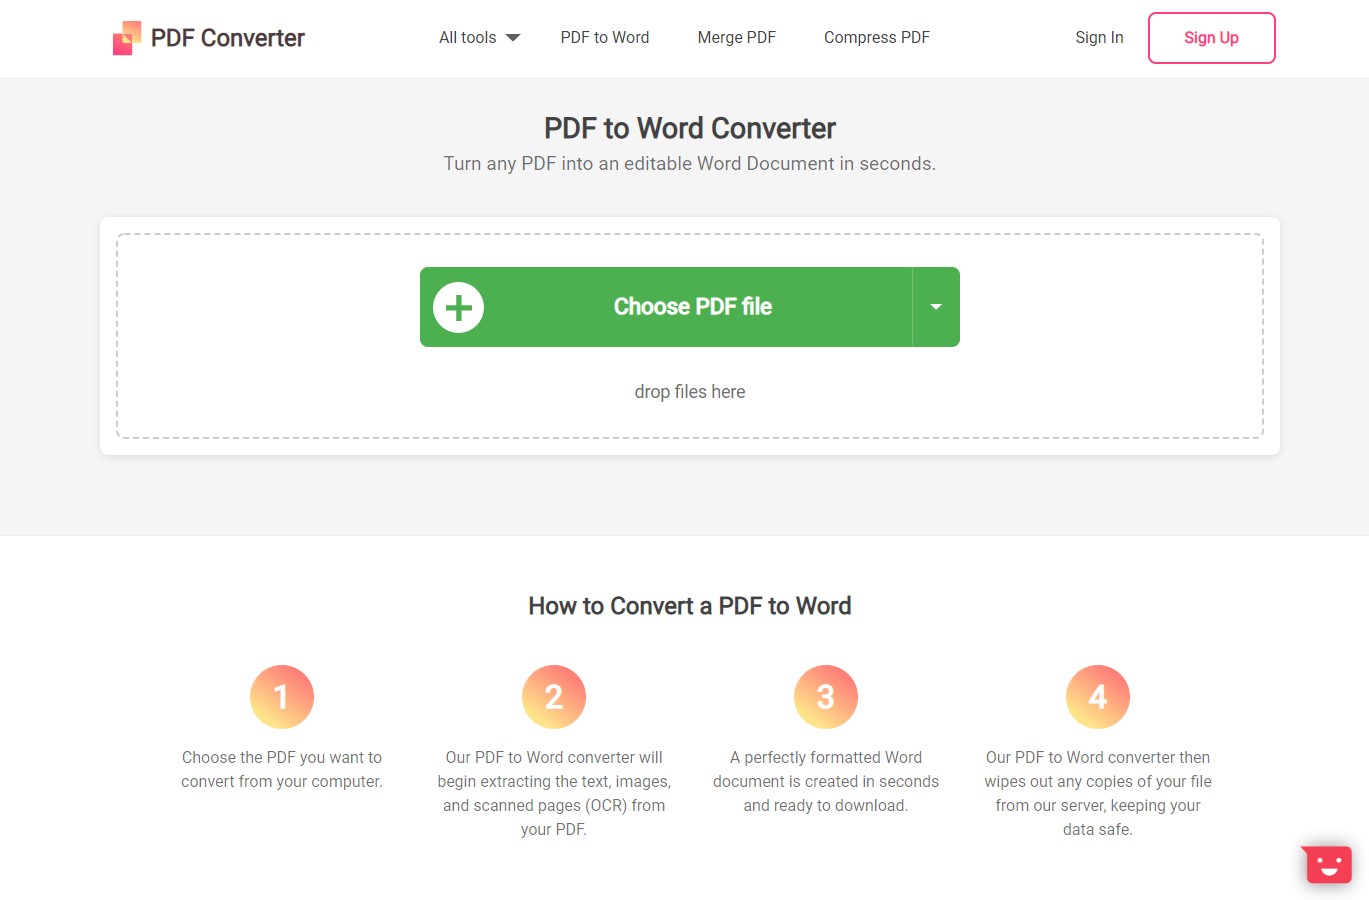 PDF Converter
All tools
PDF to Word
Merge PDF
Compress PDF
Sign In
Sign Up
PDF to Word Converter
Turn any PDF into an editable Word Document in seconds.
Choose PDF file
drop files here
How to Convert a PDF to Word
1
Choose the PDF you want to
convert from your computer.
2
Our PDF to Word converter will
begin extracting the text, images,
and scanned pages (OCR) from
your PDF.
3
A perfectly formatted Word
document is created in seconds
and ready to download.
4
Our PDF to Word converter then
wipes out any copies of your file
from our server, keeping your
data safe.